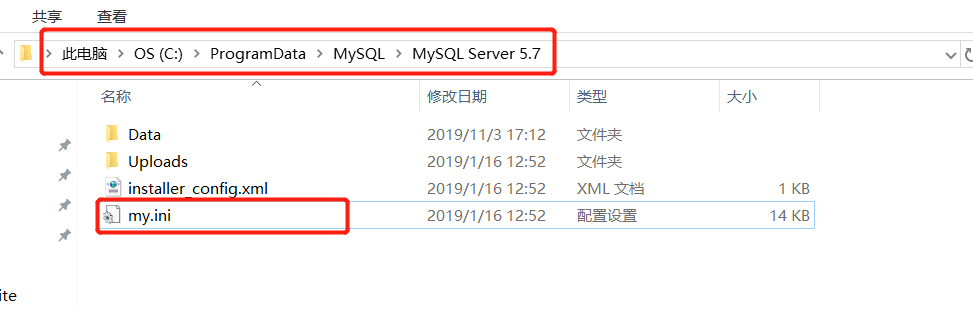 共享 查看
此电脑 > OS (C:) > ProgramData > MySQL > MySQL Server 5.7
名称 修改日期 类型 大小
Data 2019/11/3 17:12 文件夹
Uploads 2019/1/16 12:52 文件夹
installer_config.xml 2019/1/16 12:52 XML 文档 1 KB
my.ini 2019/1/16 12:52 配置设置 14 KB
ite